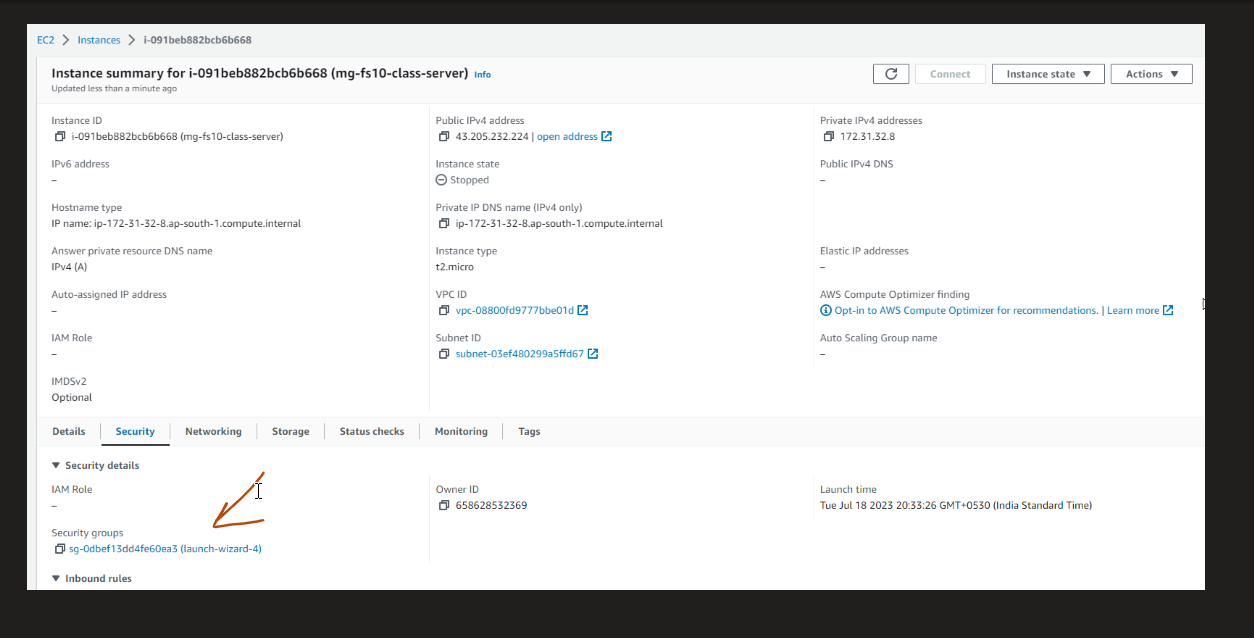 EC2 > Instances > i-091beb882bcb6b668
Instance summary for i-091beb882bcb6b668 (mg-fs10-class-server) Info
Updated less than a minute ago
Connect
Instance state ▼
Actions ▼
Instance ID
i-091beb882bcb6b668 (mg-fs10-class-server)
Public IPv4 address
43.205.232.224 | open address
Private IPv4 addresses
172.31.32.8
IPv6 address
–
Instance state
Stopped
Public IPv4 DNS
–
Hostname type
IP name: ip-172-31-32-8.ap-south-1.compute.internal
Private IP DNS name (IPv4 only)
ip-172-31-32-8.ap-south-1.compute.internal
Answer private resource DNS name
IPv4 (A)
Instance type
t2.micro
Elastic IP addresses
–
Auto-assigned IP address
–
VPC ID
vpc-08800fd9777bbe01d
AWS Compute Optimizer finding
Opt-in to AWS Compute Optimizer for recommendations. | Learn more
IAM Role
–
Subnet ID
subnet-03ef480299a5ffd67
Auto Scaling Group name
–
IMDSv2
Optional
Details
Security
Networking
Storage
Status checks
Monitoring
Tags
▼ Security details
IAM Role
–
Owner ID
658628532369
Launch time
Tue Jul 18 2023 20:33:26 GMT+0530 (India Standard Time)
Security groups
sg-0dbef13dd4fe60ea3 (launch-wizard-4)
▼ Inbound rules